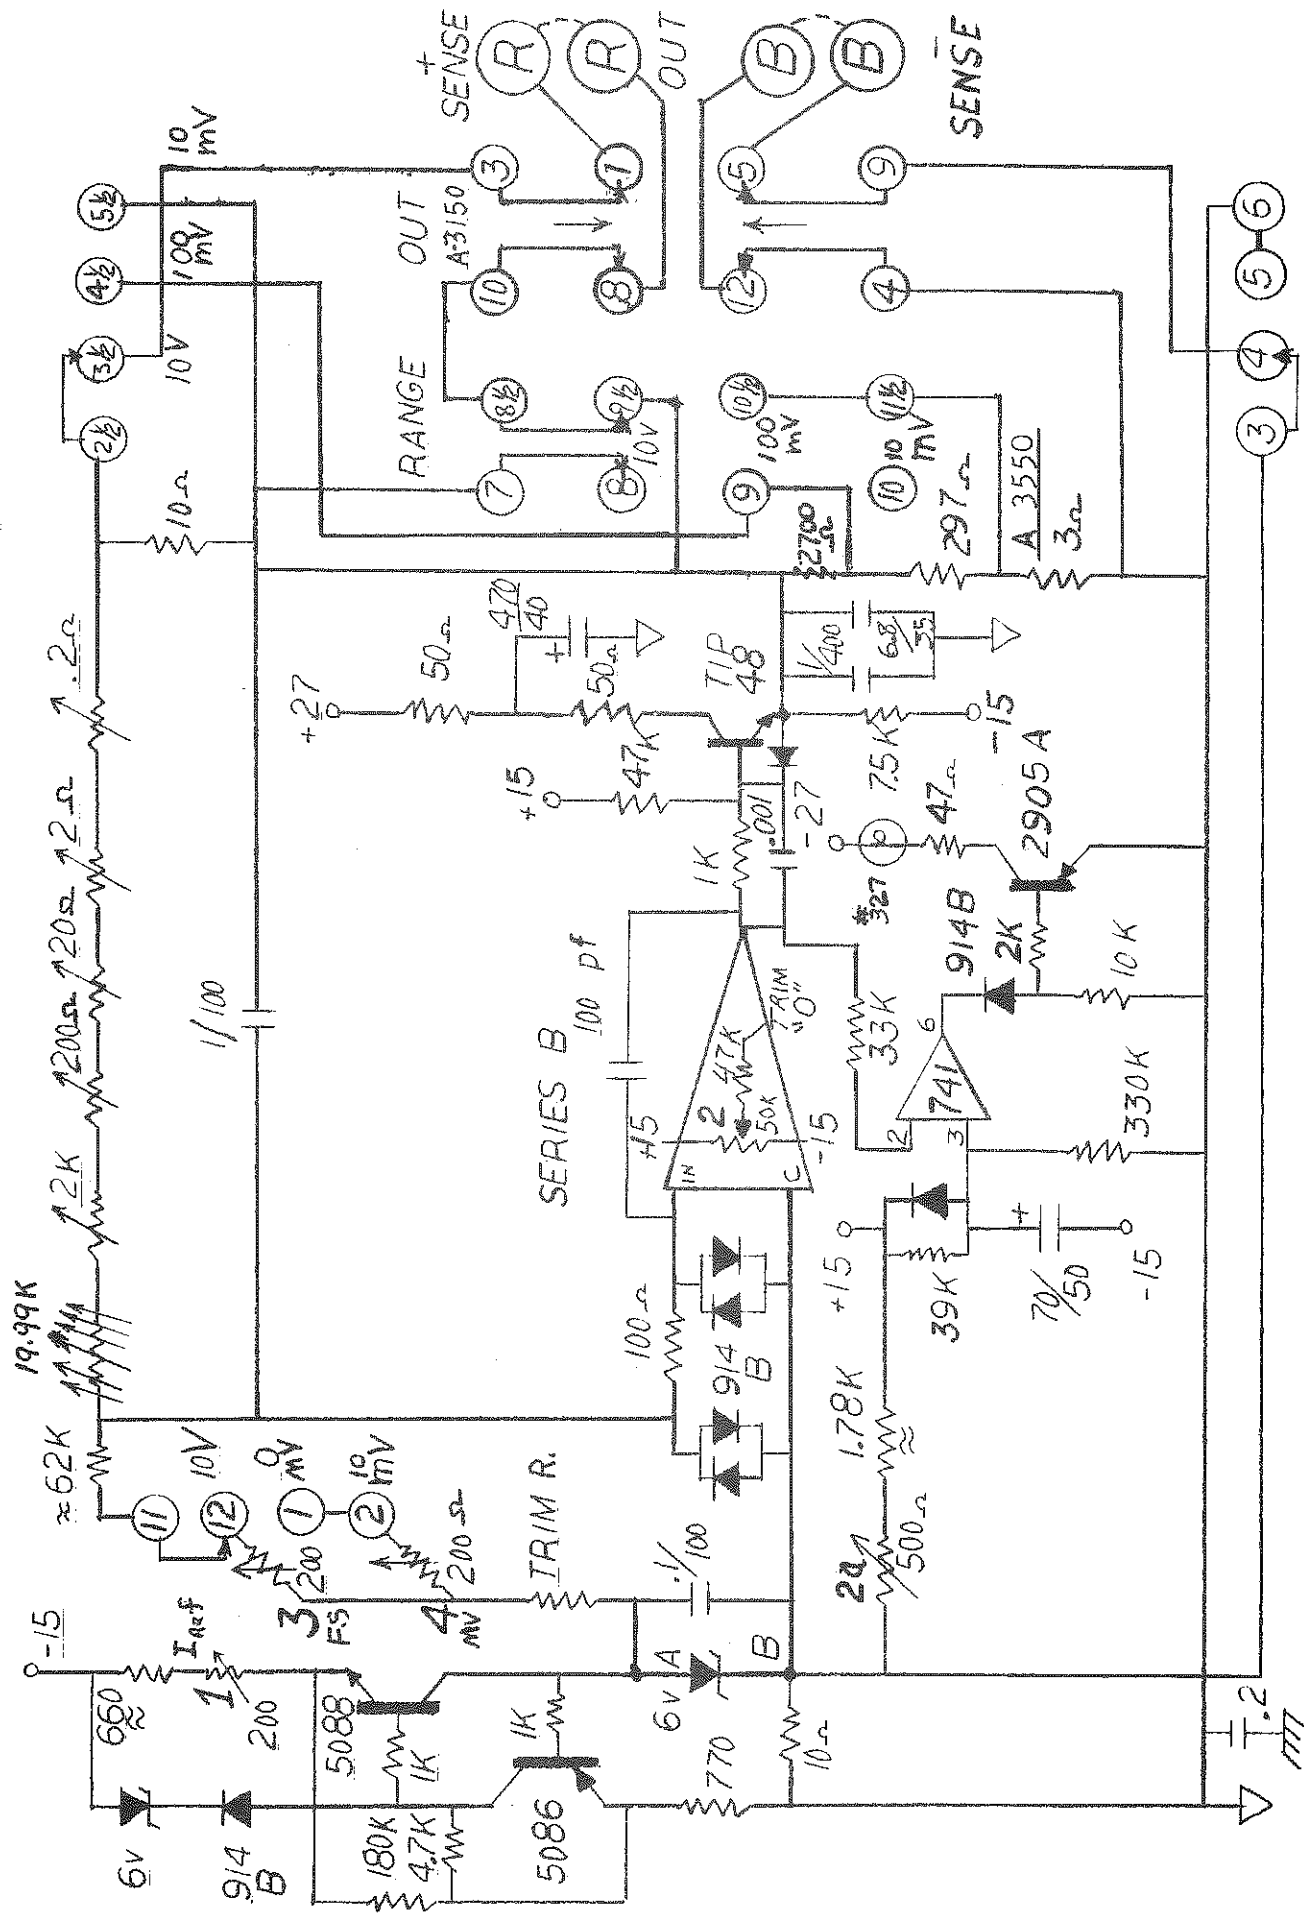 19.99K
≈62K
2K
200Ω
20Ω
2Ω
.2Ω
10Ω
2½
3½
4½
5½
10V
100 mV
10 mV
11
12
1
2
10V
0 mV
10 mV
200
200Ω
3 FS
4 MV
TRIM R.
-15
660 ≈
IREF
1
200
6V
914 B
5088
1K
180K
4.7K
1K
5086
770
6V A
B
10Ω
.1/100
1/100
SERIES B
100 pf
100Ω
914 B
IN
C
+15
2
47K
50K
TRIM "0"
-15
1K
.001
+15
47K
+27
50Ω
470/40
50Ω
TIP 48
1/400
6.8/35
7.5K
-15
-27
#327
47Ω
2905A
914B
2K
10K
33K
741
2
3
6
330K
+15
39K
70/50
-15
1.78K ≈
2a
500Ω
RANGE
7
8½
8
9½
10V
9
10½
100 mV
10
11½
10 mV
2700Ω
297Ω
A 3550
3Ω
OUT
A-3150
10
3
8
1
12
5
4
9
+ SENSE
R
R
OUT
B
B
- SENSE
3
4
5
6
.2